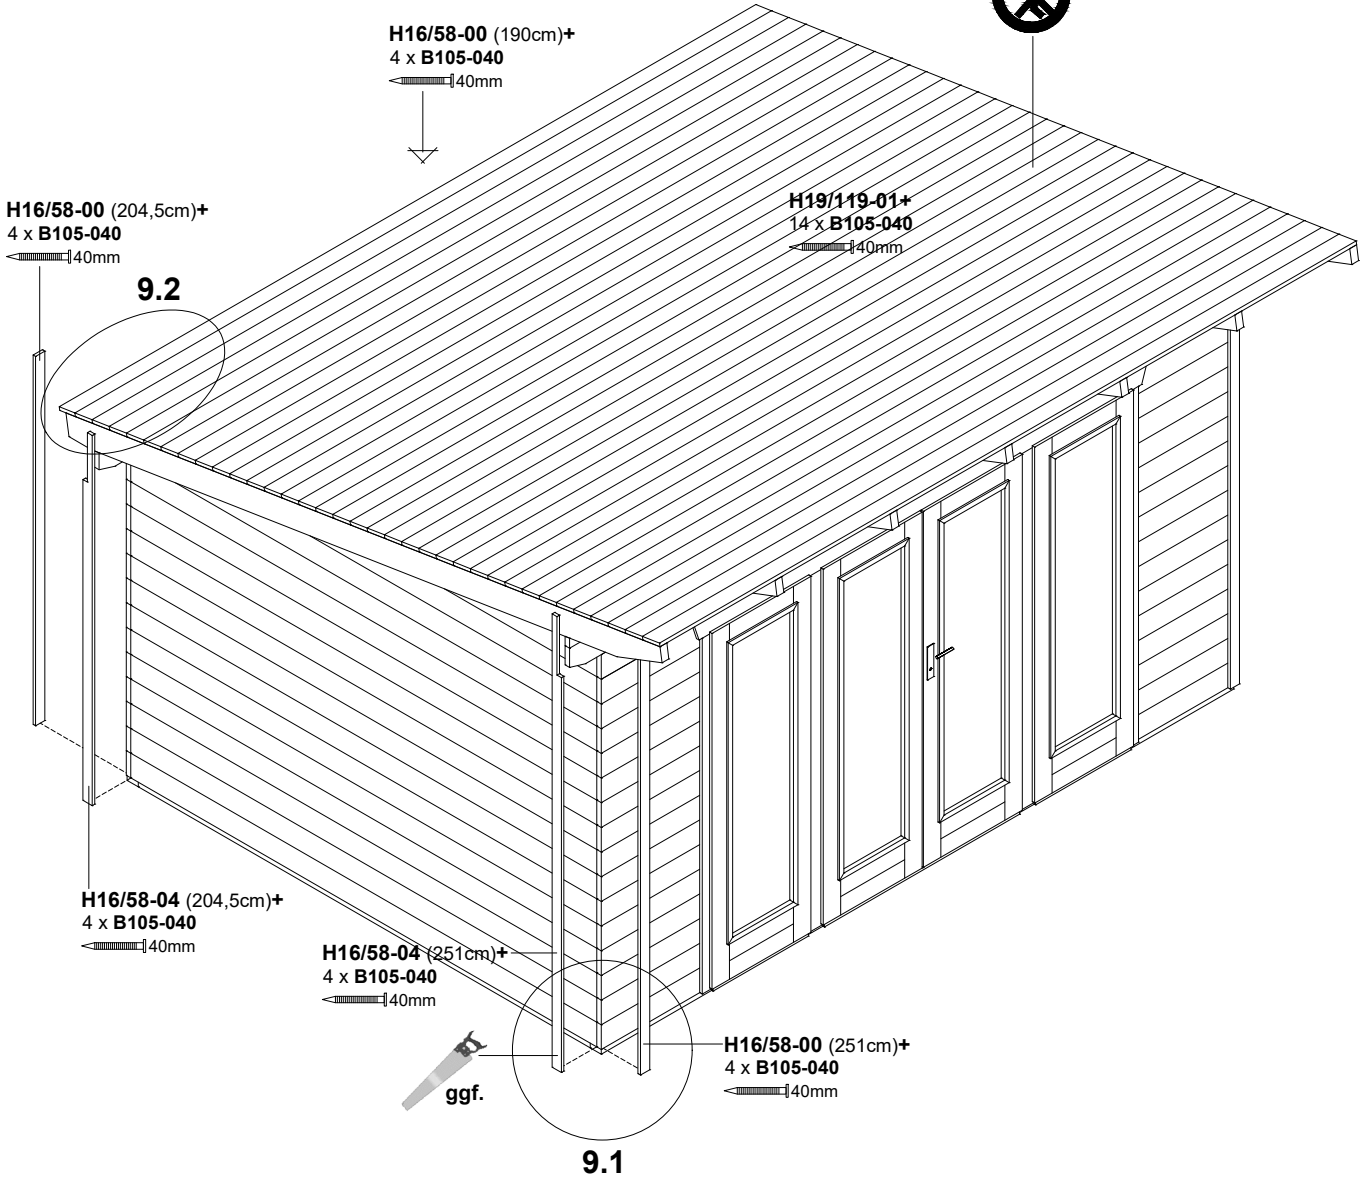 H16/58-00 (190cm)+
4 x B105-040
40mm
H16/58-00 (204,5cm)+
4 x B105-040
40mm
H19/119-01+
14 x B105-040
40mm
9.2
H16/58-04 (204,5cm)+
4 x B105-040
40mm
H16/58-04 (251cm)+
4 x B105-040
40mm
H16/58-00 (251cm)+
4 x B105-040
40mm
ggf.
9.1